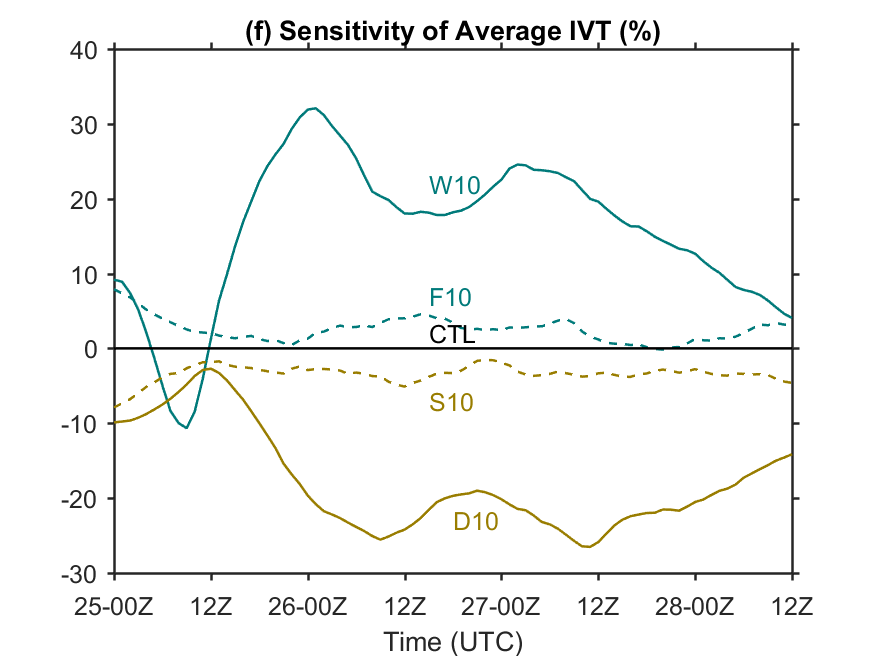 (f) Sensitivity of Average IVT (%)
40
30
20
10
0
-10
-20
-30
W10
F10
CTL
S10
D10
25-00Z 12Z 26-00Z 12Z 27-00Z 12Z 28-00Z 12Z
Time (UTC)